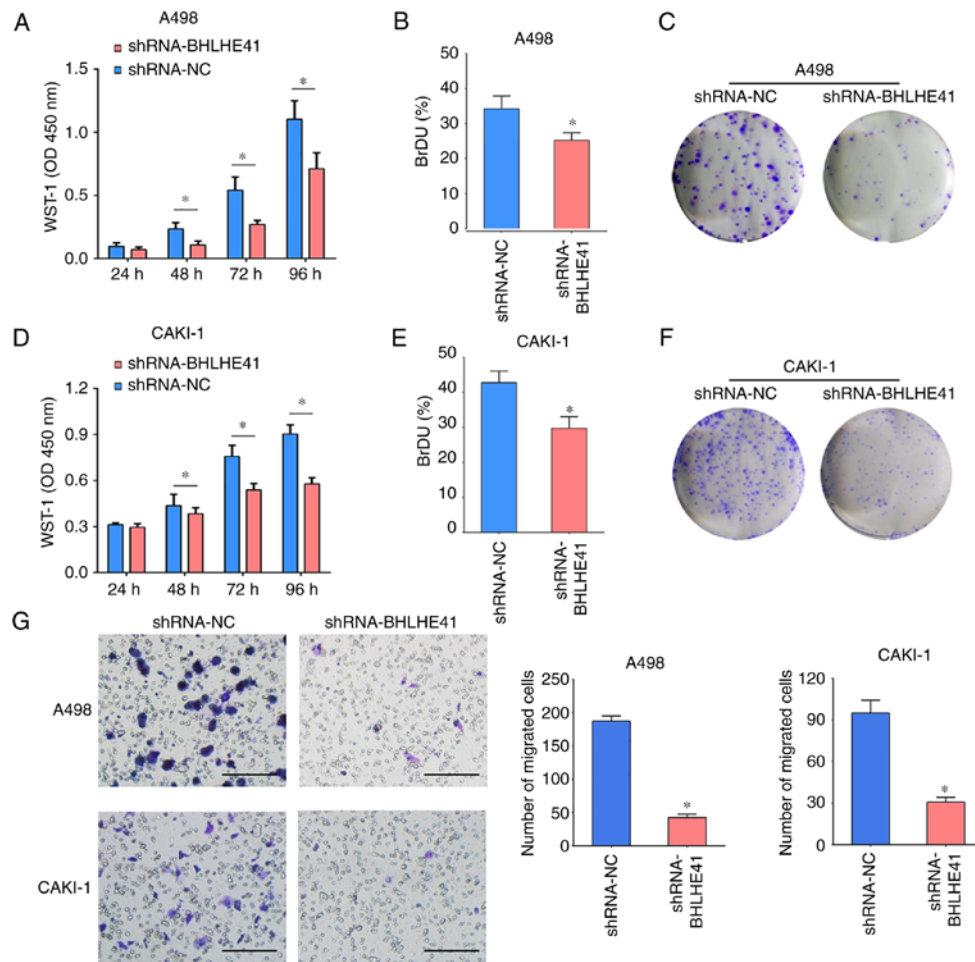 A
A498
shRNA-BHLHE41
shRNA-NC
WST-1 (OD 450 nm)
1.5
1.0
0.5
0.0
*
*
*
24 h 48 h 72 h 96 h
B
A498
BrDU (%)
50
40
30
20
10
0
*
shRNA-NC
shRNA-
BHLHE41
C
A498
shRNA-NC shRNA-BHLHE41
D
CAKI-1
shRNA-BHLHE41
shRNA-NC
WST-1 (OD 450 nm)
1.2
0.9
0.6
0.3
0.0
*
*
*
24 h 48 h 72 h 96 h
E
CAKI-1
BrDU (%)
50
40
30
20
40
0
*
shRNA-NC
shRNA-
BHLHE41
F
CAKI-1
shRNA-NC shRNA-BHLHE41
G
shRNA-NC shRNA-BHLHE41
A498
CAKI-1
A498
Number of migrated cells
250
200
150
100
50
0
*
shRNA-NC
shRNA-
BHLHE41
CAKI-1
Number of migrated cells
120
90
60
30
0
*
shRNA-NC
shRNA-
BHLHE41